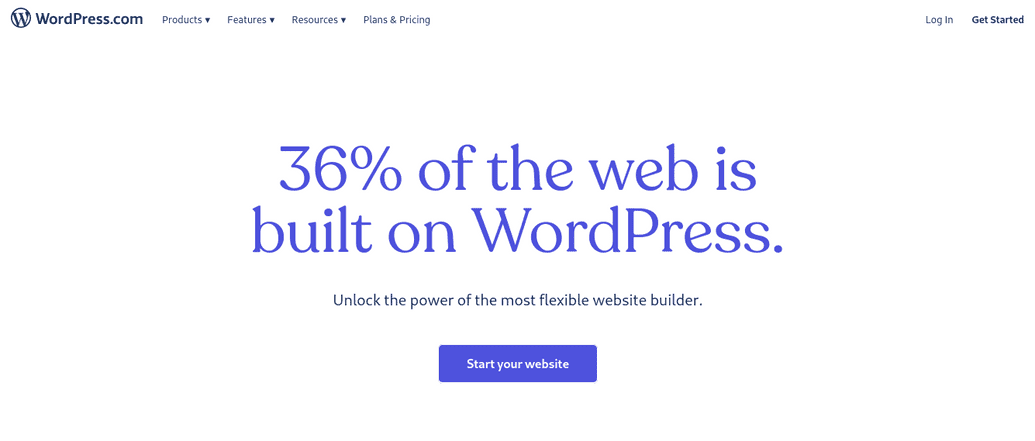 WordPress.com Products ▾ Features ▾ Resources ▾ Plans & Pricing Log In Get Started
36% of the web is
built on WordPress.
Unlock the power of the most flexible website builder.
Start your website